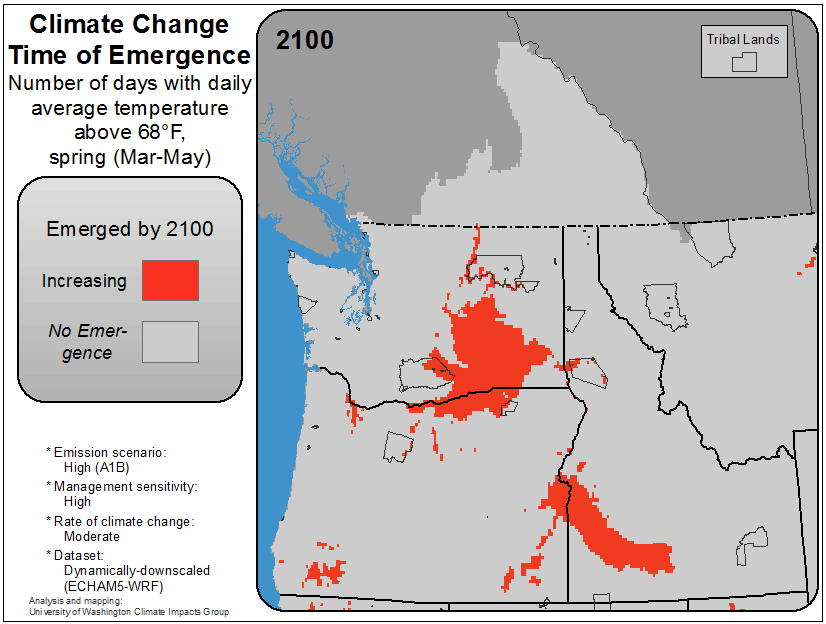 Climate Change
Time of Emergence
Number of days with daily
average temperature
above 68°F,
spring (Mar-May)
Emerged by 2100
Increasing
No Emer-
gence
* Emission scenario:
High (A1B)
* Management sensitivity:
High
* Rate of climate change:
Moderate
* Dataset:
Dynamically-downscaled
(ECHAM5-WRF)
Analysis and mapping:
University of Washington Climate Impacts Group
2100
Tribal Lands